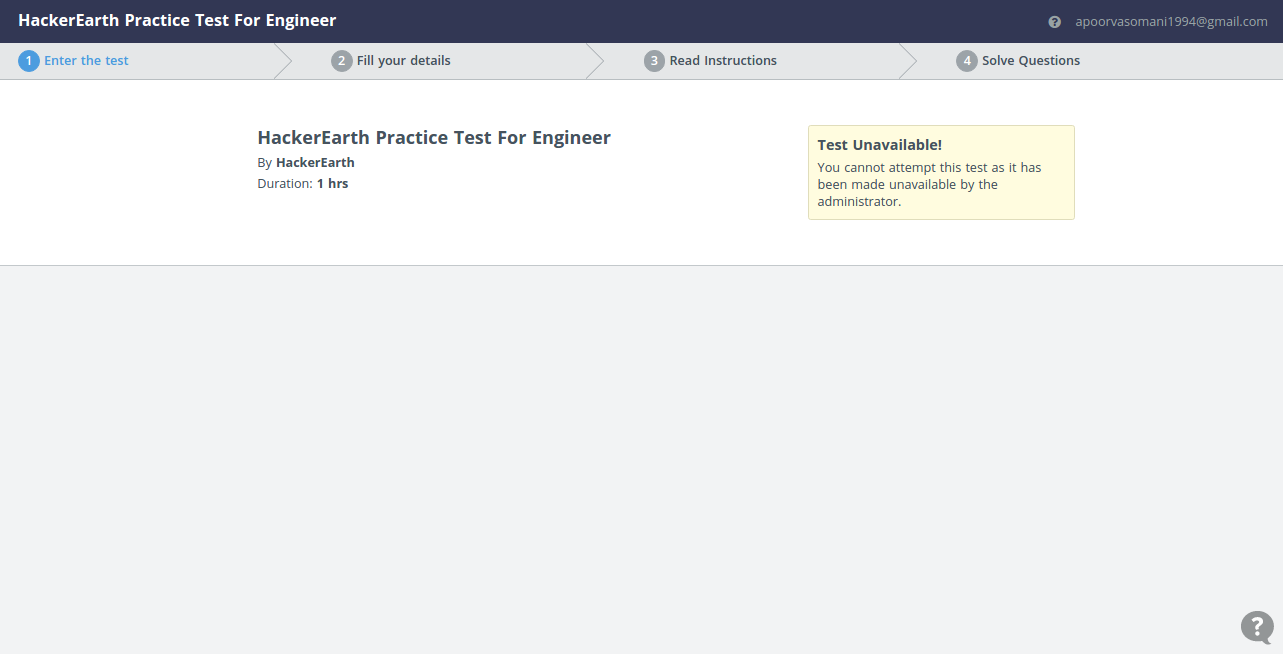 HackerEarth Practice Test For Engineer
? apoorvasomani1994@gmail.com
1 Enter the test
2 Fill your details
3 Read Instructions
4 Solve Questions
HackerEarth Practice Test For Engineer
By HackerEarth
Duration: 1 hrs
Test Unavailable!
You cannot attempt this test as it has
been made unavailable by the
administrator.
?